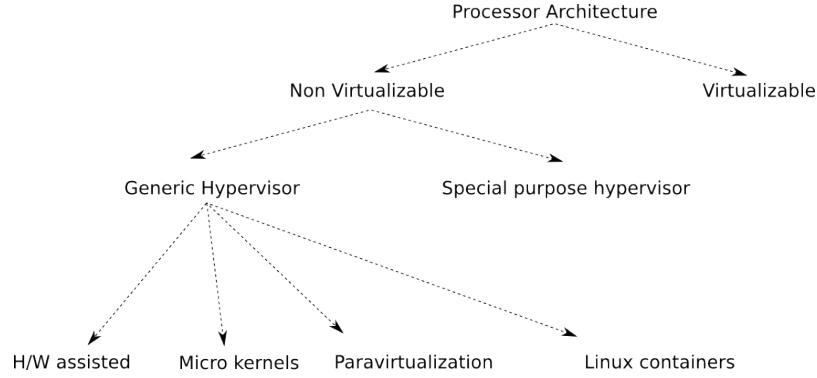 Processor Architecture
Non Virtualizable
Virtualizable
Generic Hypervisor
Special purpose hypervisor
H/W assisted
Micro kernels
Paravirtualization
Linux containers